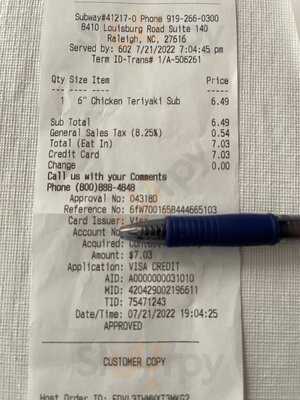 Subway#41217-0 Phone 919-266-0300
8410 Louisburg Road Suite 140
Raleigh, NC, 27616
Served by: 602 7/21/2022 7:04:45 pm
Term ID-Trans# 1/A-506261
Qty Size Item Price
1 6" Chicken Teriyaki Sub 6.49
Sub Total 6.49
General Sales Tax (8.25%) 0.54
Total (Eat In) 7.03
Credit Card 7.03
Change 0.00
Call us with your Comments
Phone (800)888-4848
Approval No: 04318D
Reference No: 6fW7001658444665103
Card Issuer: Visa
Account No:
Acquired:
Amount: $7.03
Application: VISA CREDIT
AID: A0000000031010
MID: 420429002196611
TID: 75471243
Date/Time: 07/21/2022 19:04:25
APPROVED
CUSTOMER COPY
Host Order ID: